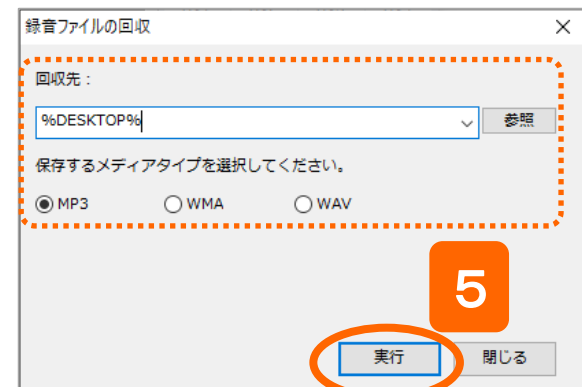 録音ファイルの回収
回収先：
%DESKTOP%
参照
保存するメディアタイプを選択してください。
MP3 WMA WAV
5
実行 閉じる